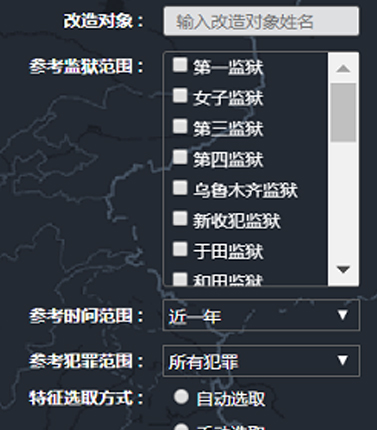 改造对象： 输入改造对象姓名
参考监狱范围： 第一监狱
女子监狱
第三监狱
第四监狱
乌鲁木齐监狱
新收犯监狱
于田监狱
和田监狱
参考时间范围： 近一年
参考犯罪范围： 所有犯罪
特征选取方式： 自动选取
手动选取